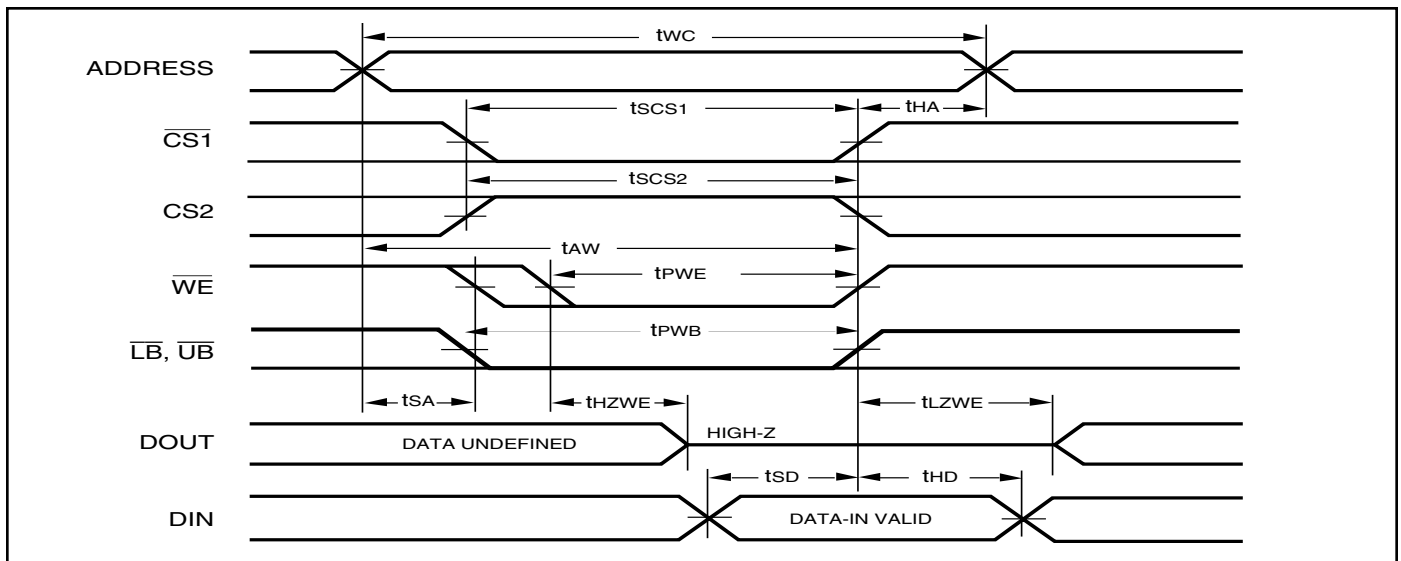 tWC
ADDRESS
tSCS1
tHA
CS1
tSCS2
CS2
tAW
WE
tPWE
tPWB
LB, UB
tSA
tHZWE
tLZWE
DOUT
DATA UNDEFINED
HIGH-Z
tSD
tHD
DIN
DATA-IN VALID